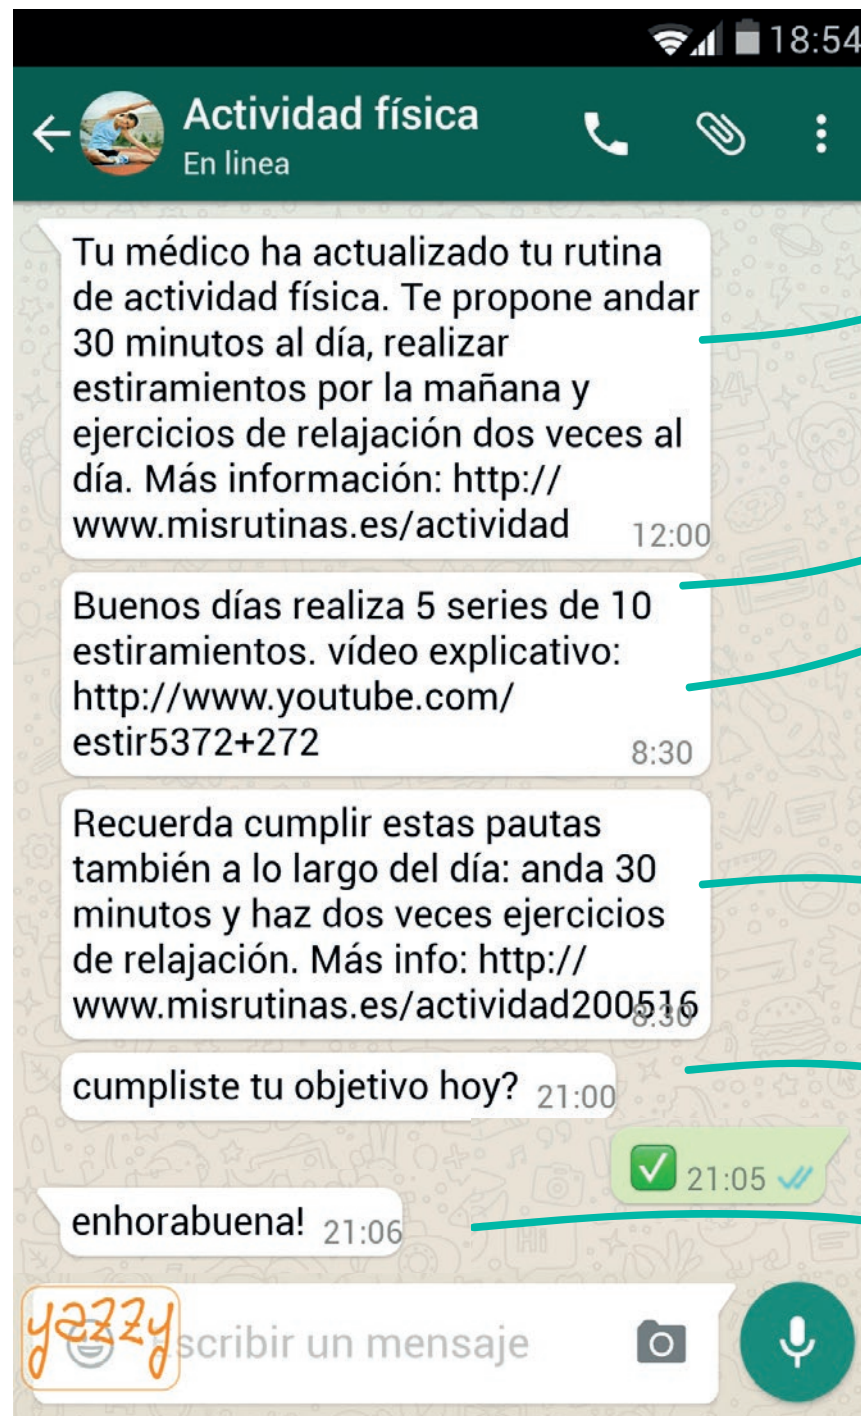 18:54
Actividad física
En linea
Tu médico ha actualizado tu rutina
de actividad física. Te propone andar
30 minutos al día, realizar
estiramientos por la mañana y
ejercicios de relajación dos veces al
día. Más información: http://
www.misrutinas.es/actividad 12:00
Buenos días realiza 5 series de 10
estiramientos. vídeo explicativo:
http://www.youtube.com/
estir5372+272 8:30
Recuerda cumplir estas pautas
también a lo largo del día: anda 30
minutos y haz dos veces ejercicios
de relajación. Más info: http://
www.misrutinas.es/actividad200516
8:30
cumpliste tu objetivo hoy? 21:00
21:05
enhorabuena! 21:06
yazzy
scribir un mensaje